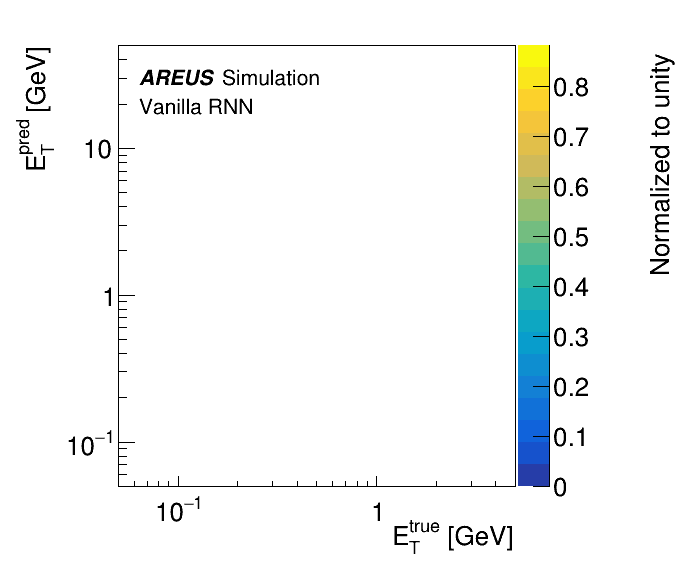 AREUS Simulation
Vanilla RNN
E_T^pred [GeV]
10
1
10^−1
10^−1
1
E_T^true [GeV]
0.8
0.7
0.6
0.5
0.4
0.3
0.2
0.1
0
Normalized to unity